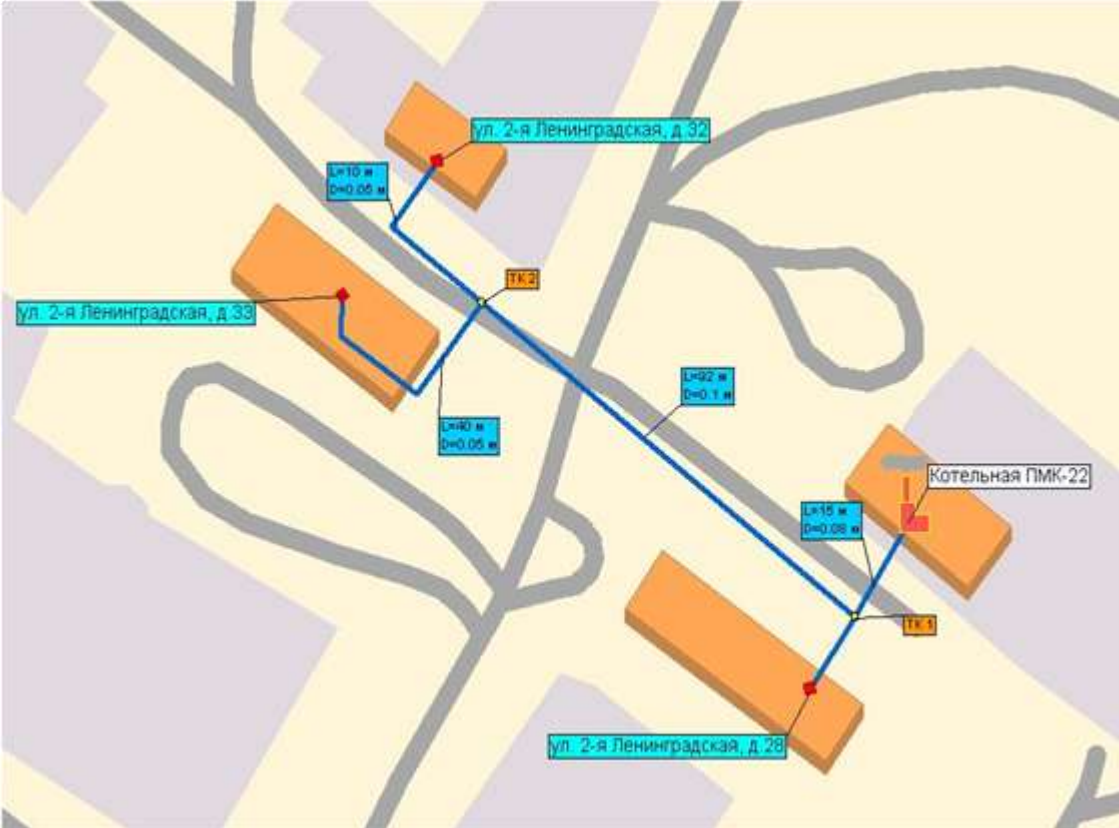 ул. 2-я Ленинградская, д.32
L=10 м
D=0.05 м
ТК 2
ул. 2-я Ленинградская, д.33
L=92 м
D=0.1 м
L=40 м
D=0.05 м
Котельная ПМК-22
L=15 м
D=0.08 м
ТК 1
ул. 2-я Ленинградская, д.28